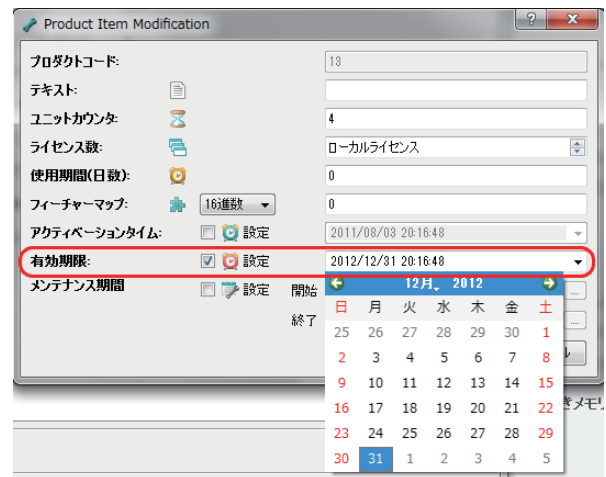 Product Item Modification ? x
プロダクトコード: 13
テキスト:
ユニットカウンタ: 4
ライセンス数: ローカルライセンス
使用期間(日数): 0
フィーチャーマップ: 16進数 0
アクティベーションタイム: 設定 2011/08/03 20:16:48
有効期限: 設定 2012/12/31 20:16:48
メンテナンス期間 設定 開始 ...
終了 ...
12月 2012
日 月 火 水 木 金 土
25 26 27 28 29 30 1
2 3 4 5 6 7 8
9 10 11 12 13 14 15
16 17 18 19 20 21 22
23 24 25 26 27 28 29
30 31 1 2 3 4 5
ル
きメモリ